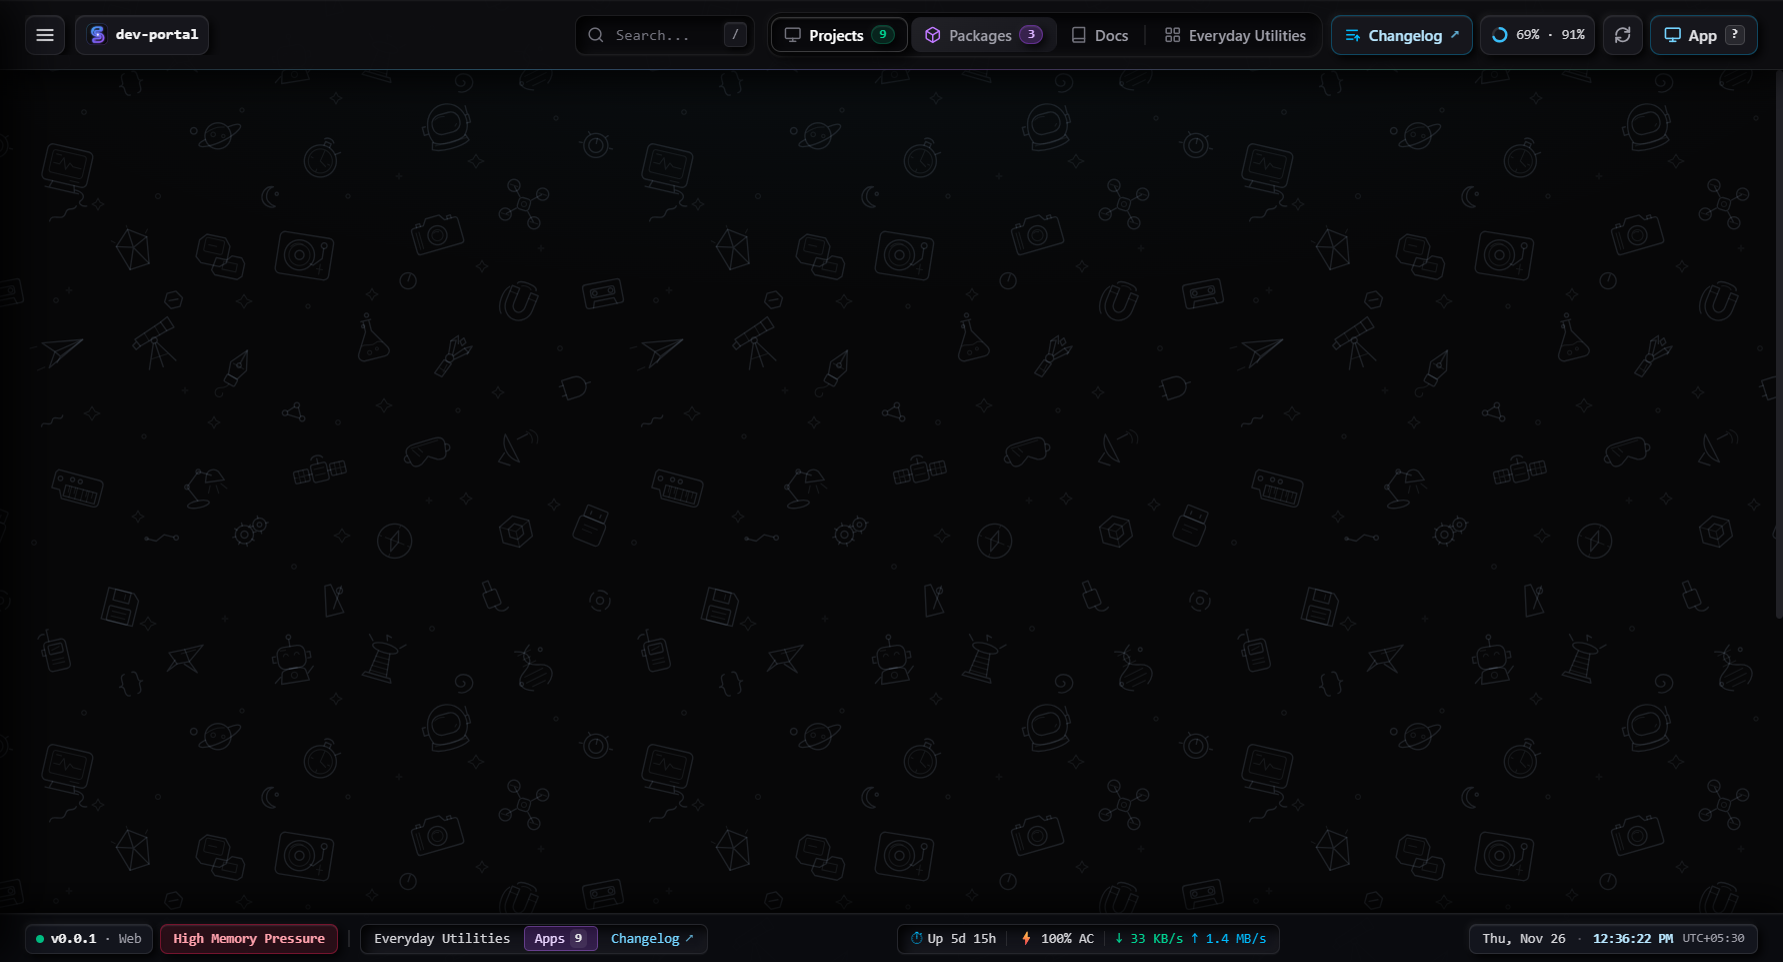 dev-portal
Search... /
Projects 9
Packages 3
Docs
Everyday Utilities
Changelog ↗
69% · 91%
App ?
v0.0.1 · Web
High Memory Pressure
Everyday Utilities
Apps 9
Changelog ↗
Up 5d 15h
100% AC
↓ 33 KB/s ↑ 1.4 MB/s
Thu, Nov 26 · 12:36:22 PM UTC+05:30